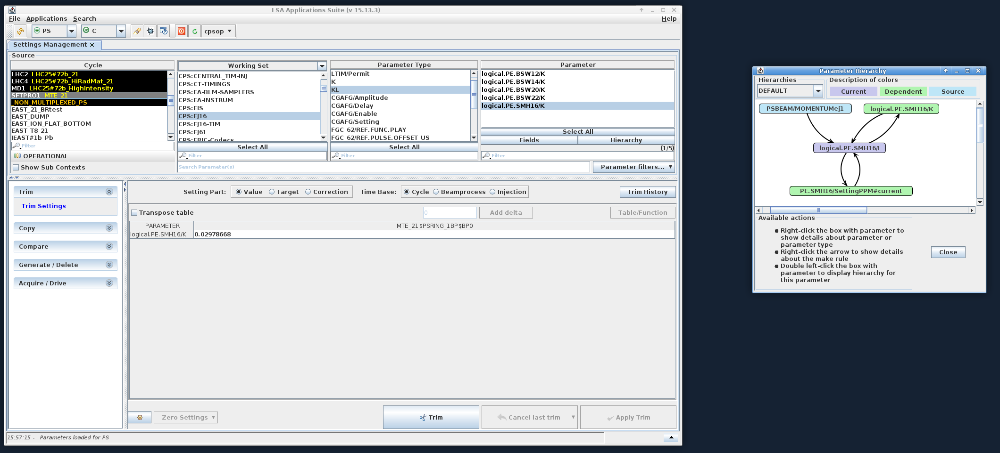 LSA Applications Suite (v 15.13.3)
File Applications Search Help
PS C cpsop
Settings Management
Source
Cycle
LHC2 LHC25#72b_21
LHC4 LHC25#72b_HiRadMat_21
MD1 LHC25#72b_HighIntensity
SFTPRO1 MTE_21
_NON_MULTIPLEXED_PS
EAST_21_BRtest
EAST_DUMP
EAST_ION_FLAT_BOTTOM
EAST_T8_21
IEAST#1b_Pb
Filter
OPERATIONAL
Show Sub Contexts
Working Set
CPS:CENTRAL_TIM-INJ
CPS:CT-TIMINGS
CPS:EA-BLM-SAMPLERS
CPS:EA-INSTRUM
CPS:EIS
CPS:EJ16
CPS:EJ16-TIM
CPS:EJ61
CPS:ERIC-Codecs
Select All
Filter
Parameter Type
LTIM/Permit
K
KL
CGAFG/Amplitude
CGAFG/Delay
CGAFG/Enable
CGAFG/Setting
FGC_62/REF.FUNC.PLAY
FGC_62/REF.PULSE.OFFSET_US
Select All
Filter
Parameter
logical.PE.BSW12/K
logical.PE.BSW14/K
logical.PE.BSW20/K
logical.PE.BSW22/K
logical.PE.SMH16/K
Select All
Fields Hierarchy
(1/5)
Filter
Search Parameter(s)
Parameter filters...
Trim
Trim Settings
Copy
Compare
Generate / Delete
Acquire / Drive
Setting Part: Value Target Correction Time Base: Cycle Beamprocess Injection Trim History
Transpose table 0 Add delta Table/Function
PARAMETER MTE_21$PSRING_1BP$BP0
logical.PE.SMH16/K 0.02978668
Zero Settings Trim Cancel last trim Apply Trim
15:57:15 - Parameters loaded for PS
Parameter Hierarchy
Hierarchies Description of colors
DEFAULT Current Dependent Source
PSBEAM/MOMENTUMej1 logical.PE.SMH16/K
logical.PE.SMH16/I
PE.SMH16/SettingPPM#current
Available actions
Right-click the box with parameter to
show details about parameter or
parameter type
Right-click the arrow to show details
about the make rule
Double left-click the box with
parameter to display hierarchy for
this parameter
Close